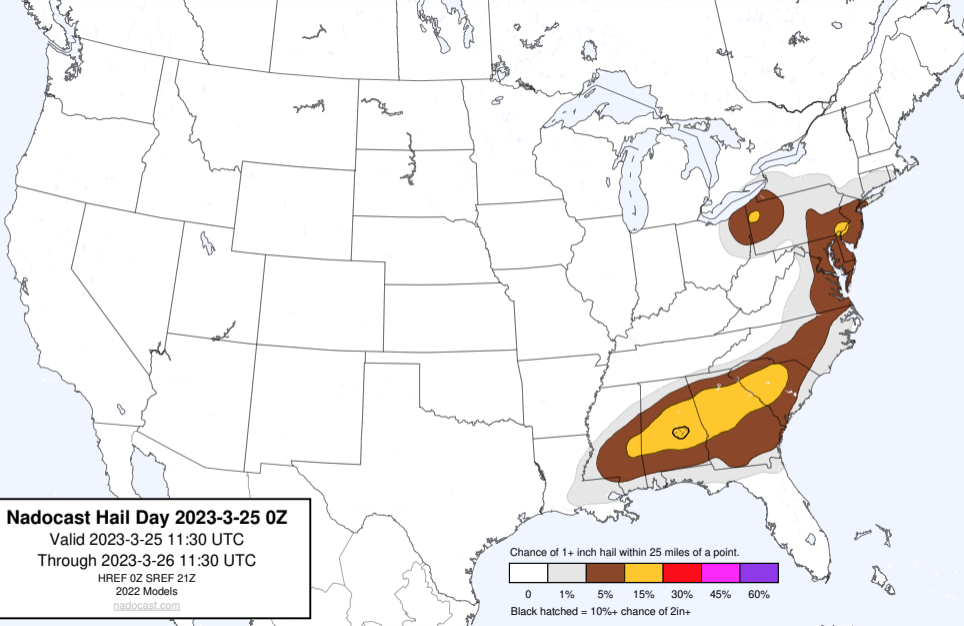 Nadocast Hail Day 2023-3-25 0Z
Valid 2023-3-25 11:30 UTC
Through 2023-3-26 11:30 UTC
HREF 0Z SREF 21Z
2022 Models
nadocast.com
Chance of 1+ inch hail within 25 miles of a point.
0 1% 5% 15% 30% 45% 60%
Black hatched = 10%+ chance of 2in+